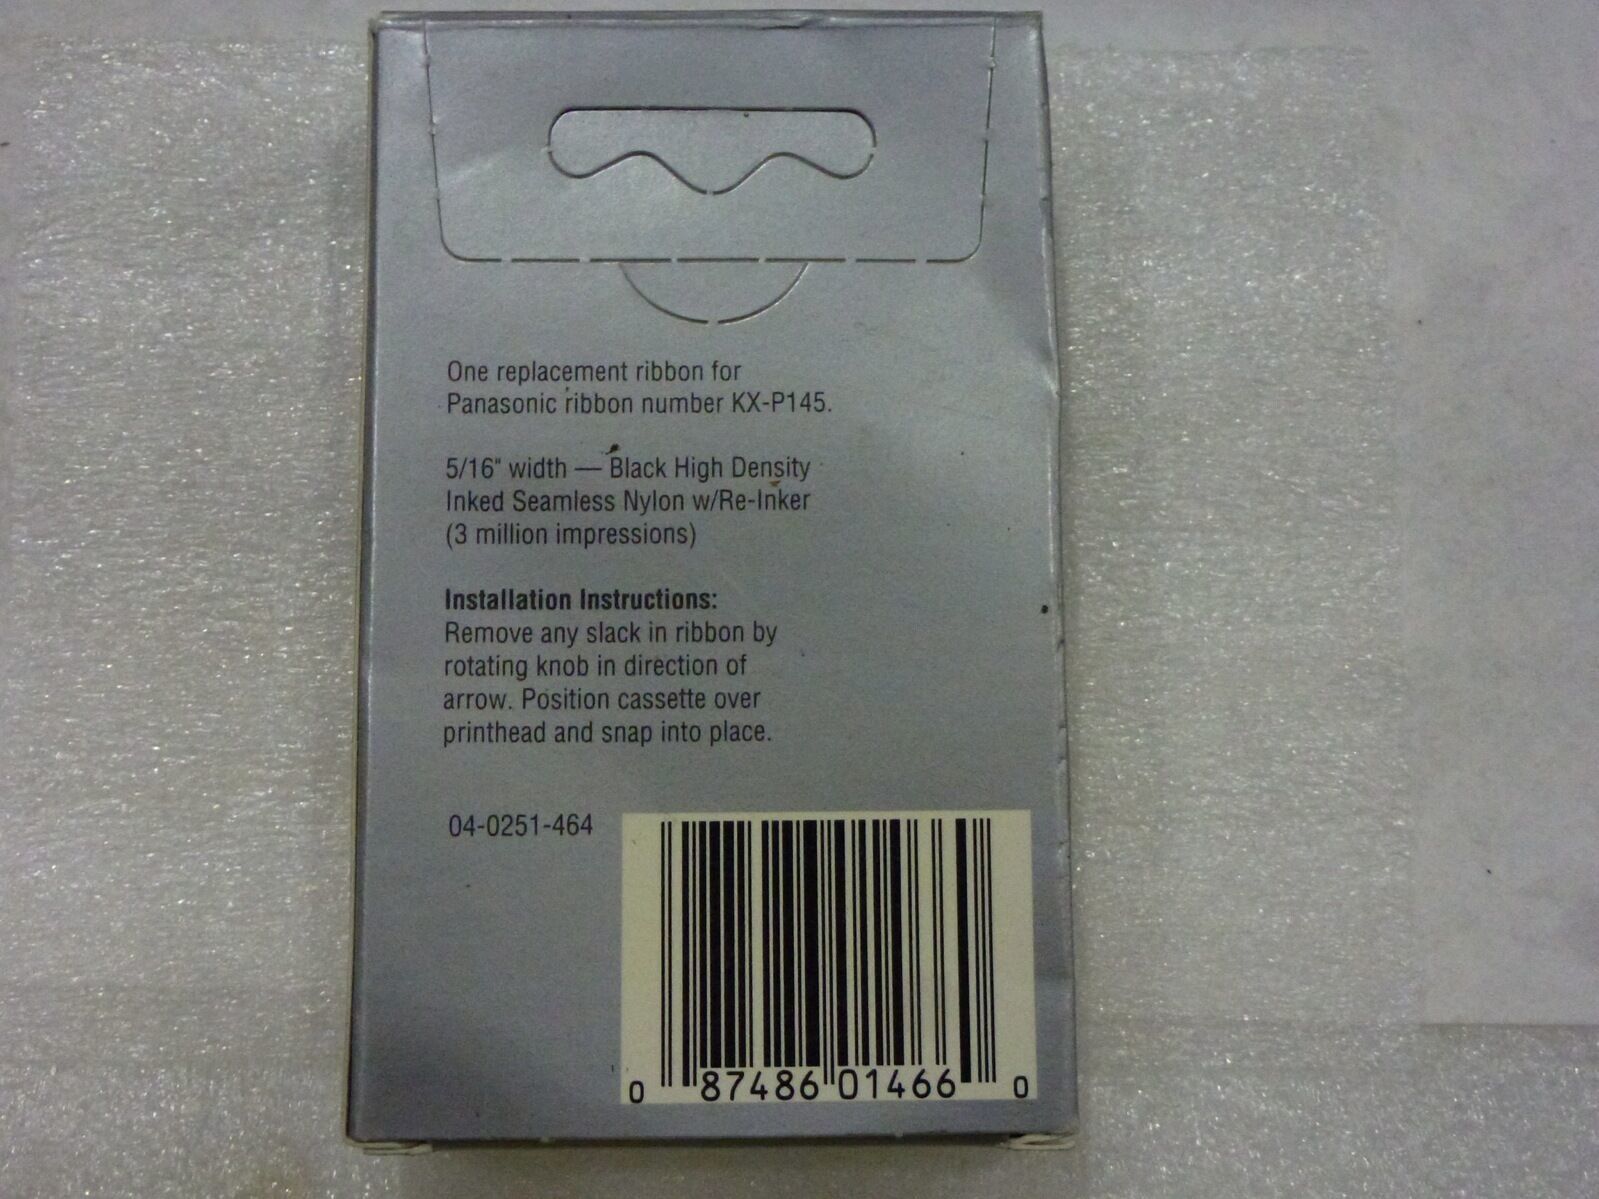 One replacement ribbon for
Panasonic ribbon number KX-P145.
5/16" width — Black High Density
Inked Seamless Nylon w/Re-Inker
(3 million impressions)
Installation Instructions:
Remove any slack in ribbon by
rotating knob in direction of
arrow. Position cassette over
printhead and snap into place.
04-0251-464
0 87486 01466 0